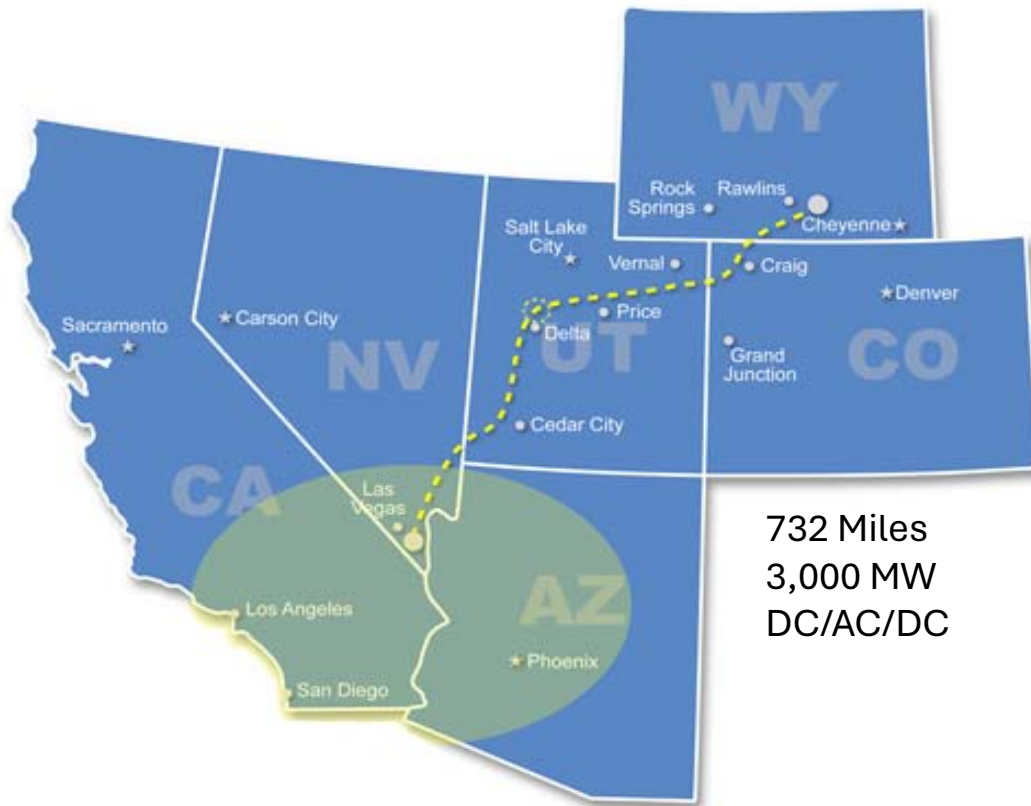 WY
Rock
Springs
Rawlins
Cheyenne
Salt Lake
City
Vernal
Craig
Denver
Sacramento
Carson City
Price
Delta
NV
UT
Grand
Junction
CO
Cedar City
CA
Las
Vegas
AZ
Los Angeles
Phoenix
San Diego
732 Miles
3,000 MW
DC/AC/DC